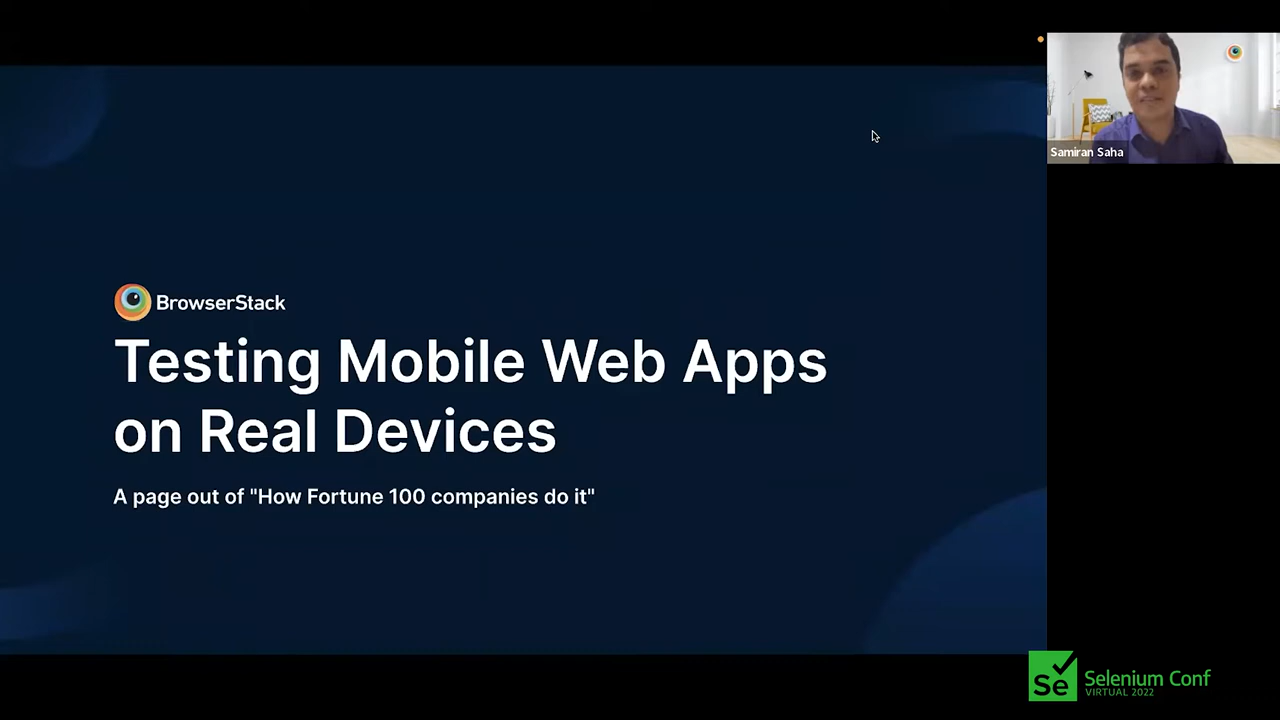 Samiran Saha
BrowserStack
Testing Mobile Web Apps
on Real Devices
A page out of "How Fortune 100 companies do it"
Se Selenium Conf
VIRTUAL 2022